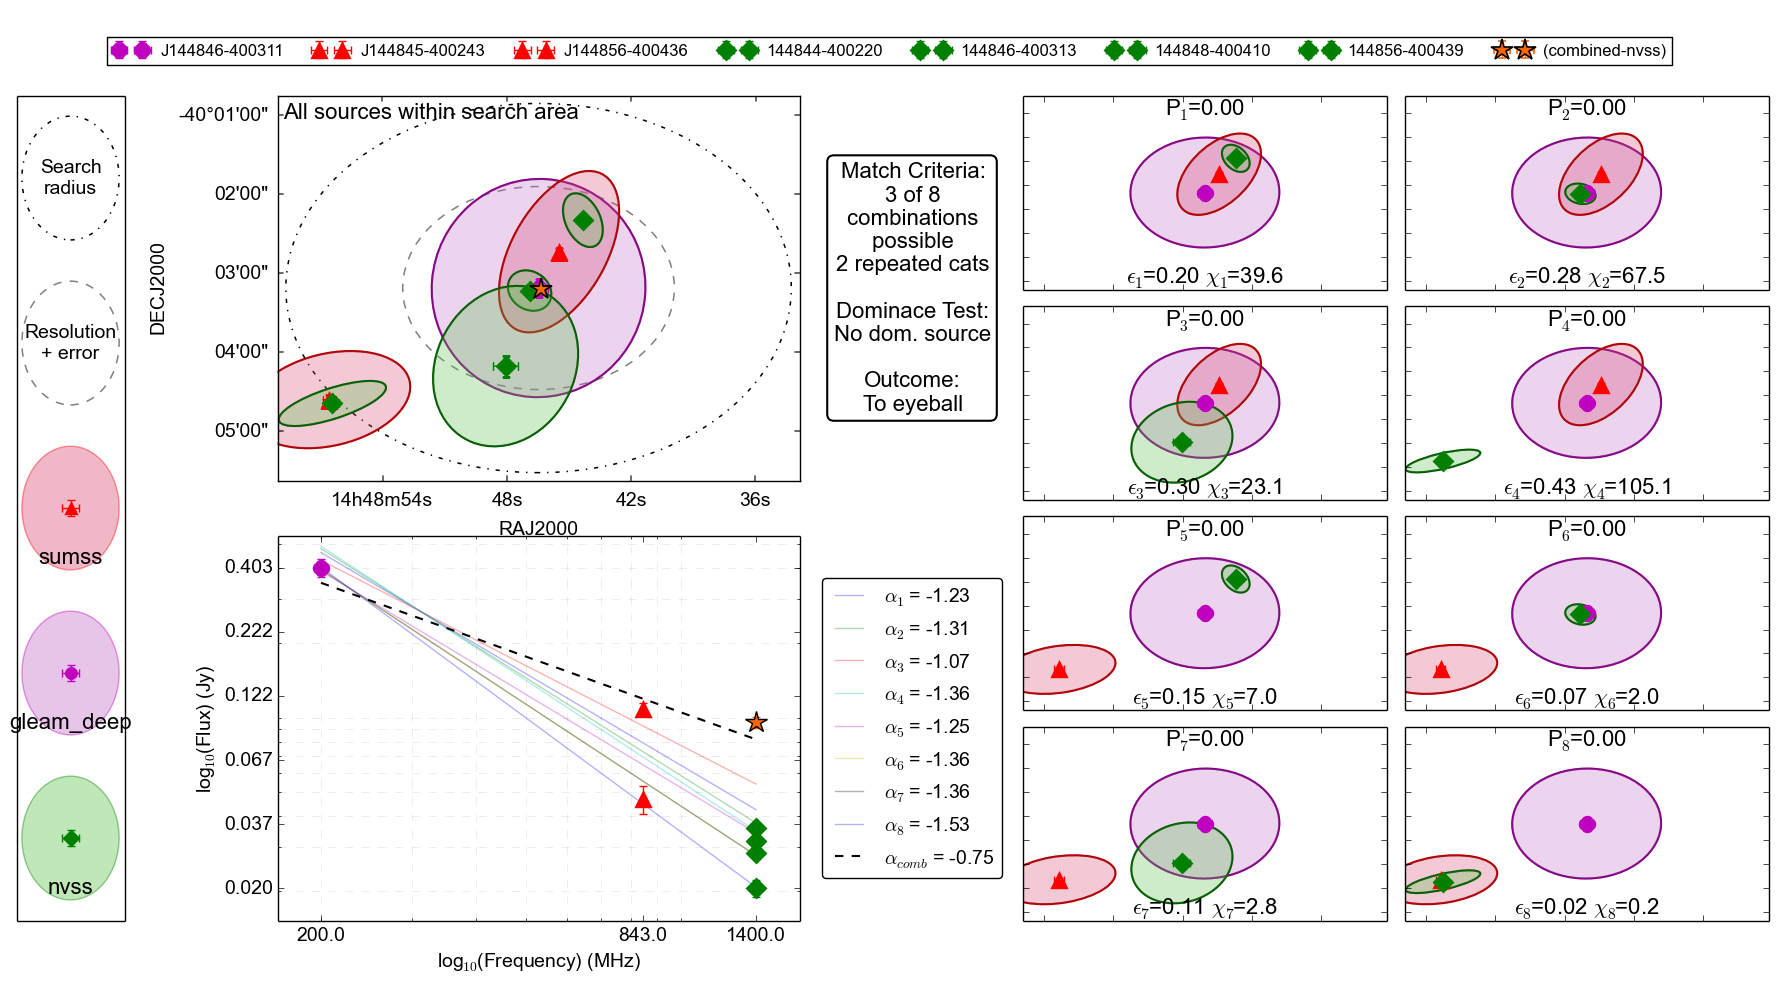 J144846-400311 J144845-400243 J144856-400436 144844-400220 144846-400313 144848-400410 144856-400439 (combined-nvss)
Search
radius
Resolution
+ error
sumss
gleam_deep
nvss
All sources within search area
-40°01'00"
02'00"
03'00"
04'00"
05'00"
DECJ2000
14h48m54s 48s 42s 36s
RAJ2000
Match Criteria:
3 of 8
combinations
possible
2 repeated cats
Dominace Test:
No dom. source
Outcome:
To eyeball
0.403
0.222
0.122
0.067
0.037
0.020
log₁₀(Flux) (Jy)
200.0 843.0 1400.0
log₁₀(Frequency) (MHz)
α₁ = -1.23
α₂ = -1.31
α₃ = -1.07
α₄ = -1.36
α₅ = -1.25
α₆ = -1.36
α₇ = -1.36
α₈ = -1.53
α_comb = -0.75
P₁=0.00
ϵ₁=0.20 χ₁=39.6
P₂=0.00
ϵ₂=0.28 χ₂=67.5
P₃=0.00
ϵ₃=0.30 χ₃=23.1
P₄=0.00
ϵ₄=0.43 χ₄=105.1
P₅=0.00
ϵ₅=0.15 χ₅=7.0
P₆=0.00
ϵ₆=0.07 χ₆=2.0
P₇=0.00
ϵ₇=0.11 χ₇=2.8
P₈=0.00
ϵ₈=0.02 χ₈=0.2